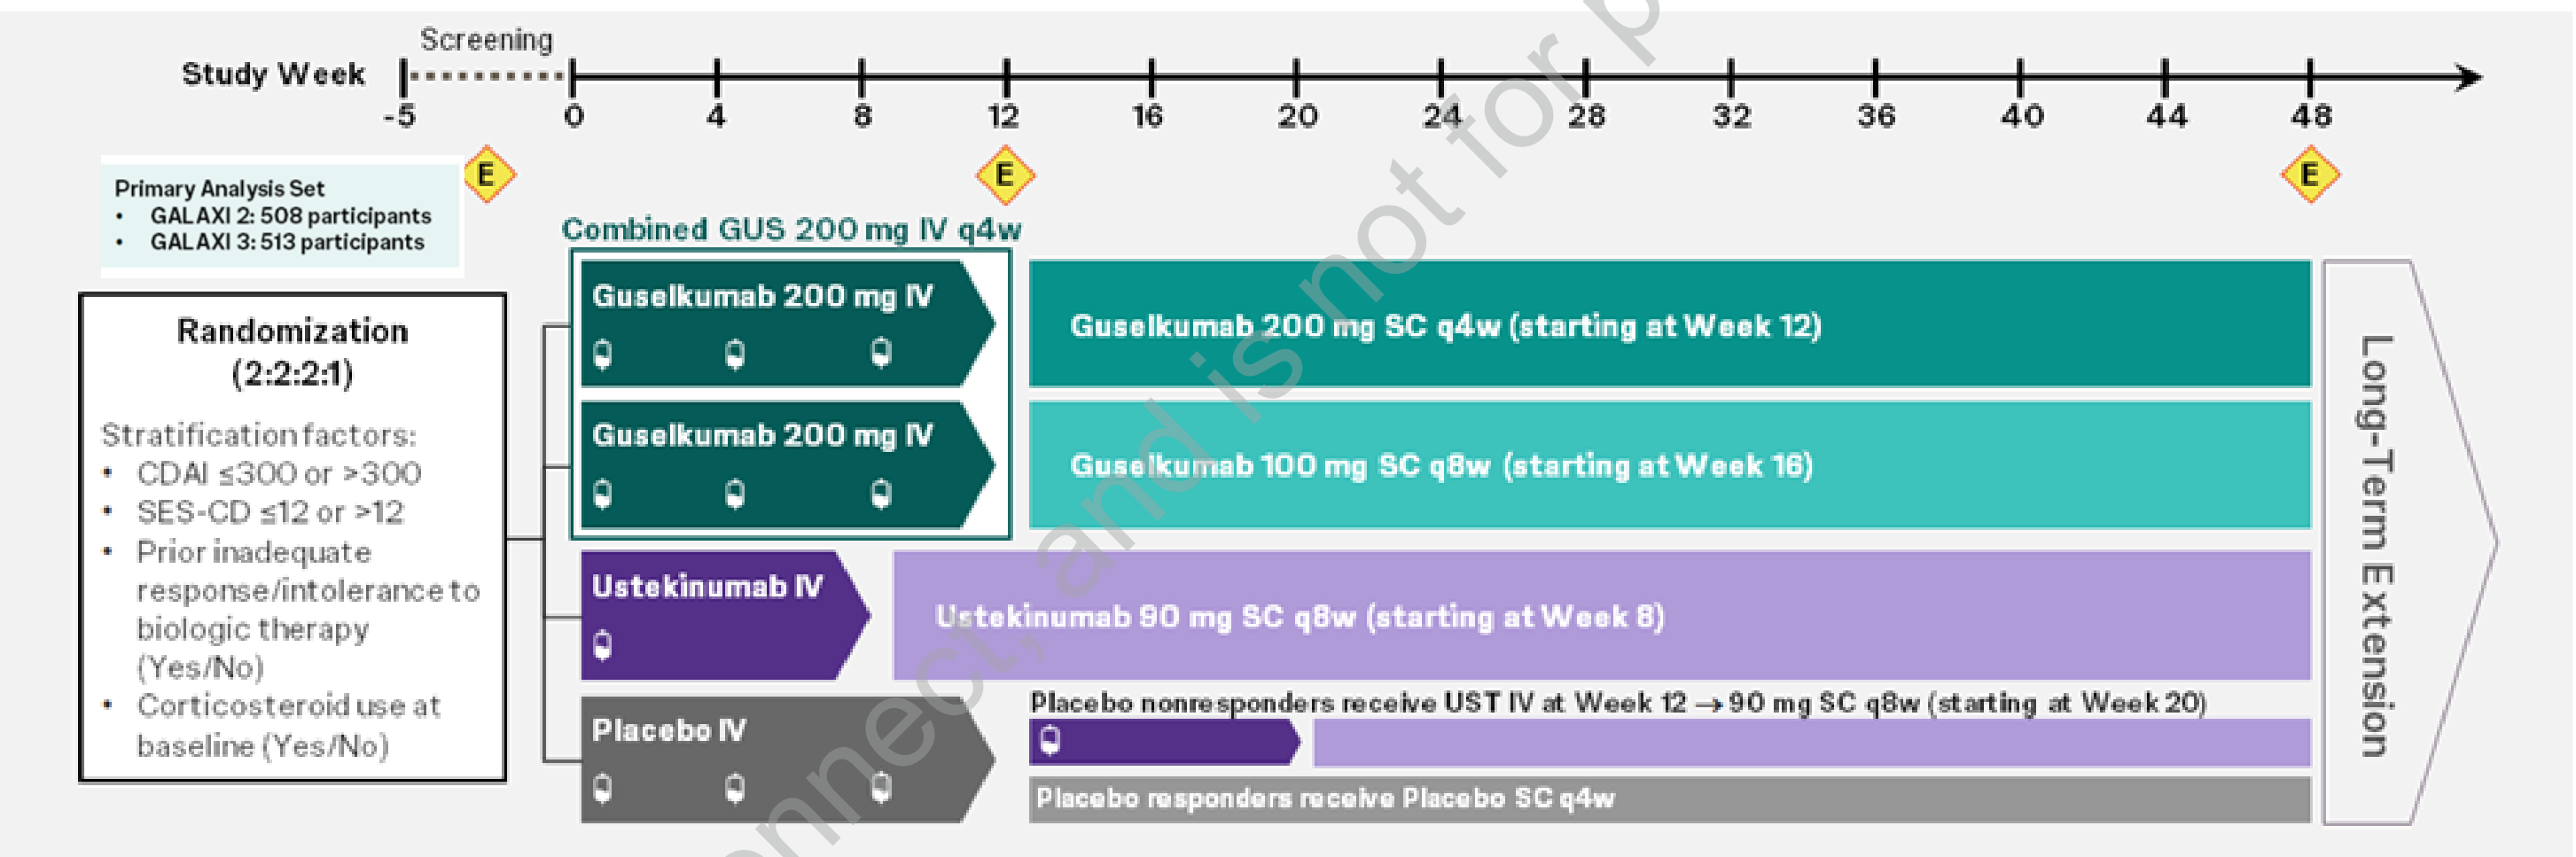 Screening
Study Week
-5 0 4 8 12 16 20 24 28 32 36 40 44 48
E E E
Primary Analysis Set
• GALAXI 2: 508 participants
• GALAXI 3: 513 participants
Combined GUS 200 mg IV q4w
Randomization
(2:2:2:1)
Stratification factors:
• CDAI ≤300 or >300
• SES-CD ≤12 or >12
• Prior inadequate
response/intolerance to
biologic therapy
(Yes/No)
• Corticosteroid use at
baseline (Yes/No)
Guselkumab 200 mg IV
Guselkumab 200 mg SC q4w (starting at Week 12)
Guselkumab 200 mg IV
Guselkumab 100 mg SC q8w (starting at Week 16)
Ustekinumab IV
Ustekinumab 90 mg SC q8w (starting at Week 8)
Placebo IV
Placebo nonresponders receive UST IV at Week 12 → 90 mg SC q8w (starting at Week 20)
Placebo responders receive Placebo SC q4w
Long-Term Extension
and is not for